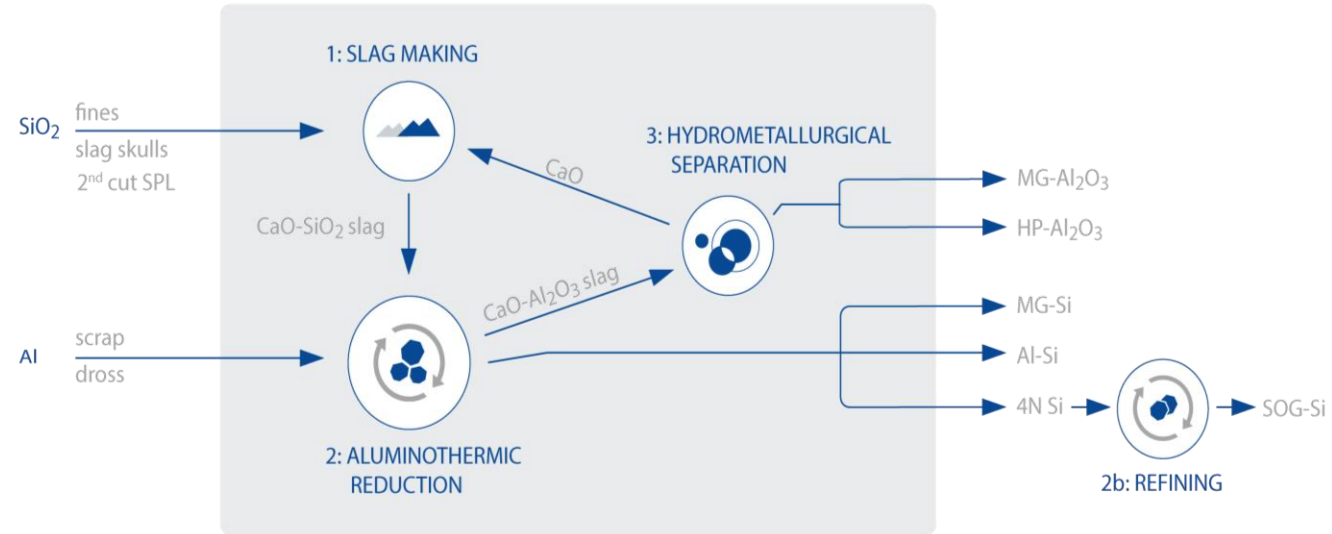 1: SLAG MAKING
SiO₂
fines
slag skulls
2ⁿᵈ cut SPL
3: HYDROMETALLURGICAL
SEPARATION
CaO
MG-Al₂O₃
HP-Al₂O₃
CaO-SiO₂ slag
CaO-Al₂O₃ slag
MG-Si
Al
scrap
dross
Al-Si
4N Si
SOG-Si
2: ALUMINOTHERMIC
REDUCTION
2b: REFINING